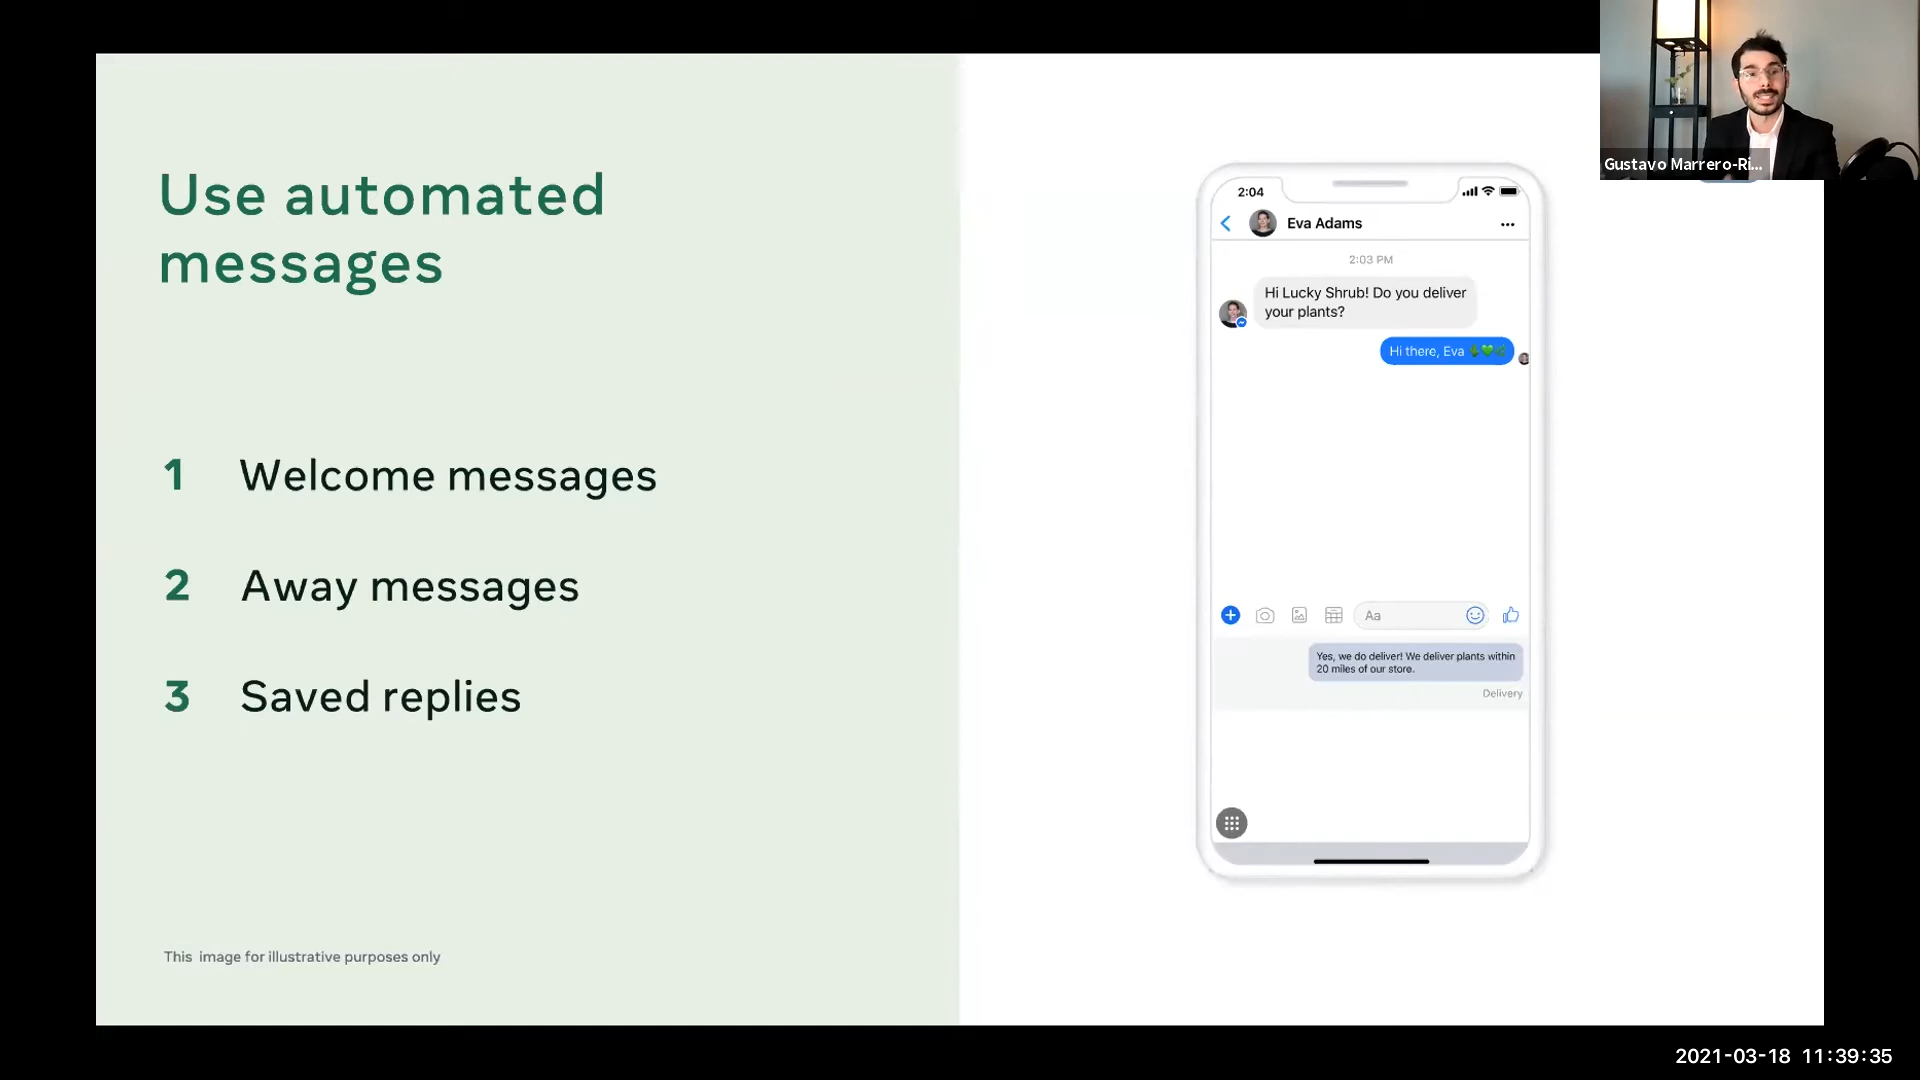 Use automated
messages
1 Welcome messages
2 Away messages
3 Saved replies
This image for illustrative purposes only
2:04
Eva Adams
2:03 PM
Hi Lucky Shrub! Do you deliver
your plants?
Hi there, Eva
Aa
Yes, we do deliver! We deliver plants within
20 miles of our store.
Delivery
Gustavo Marrero-Ri...
2021-03-18 11:39:35